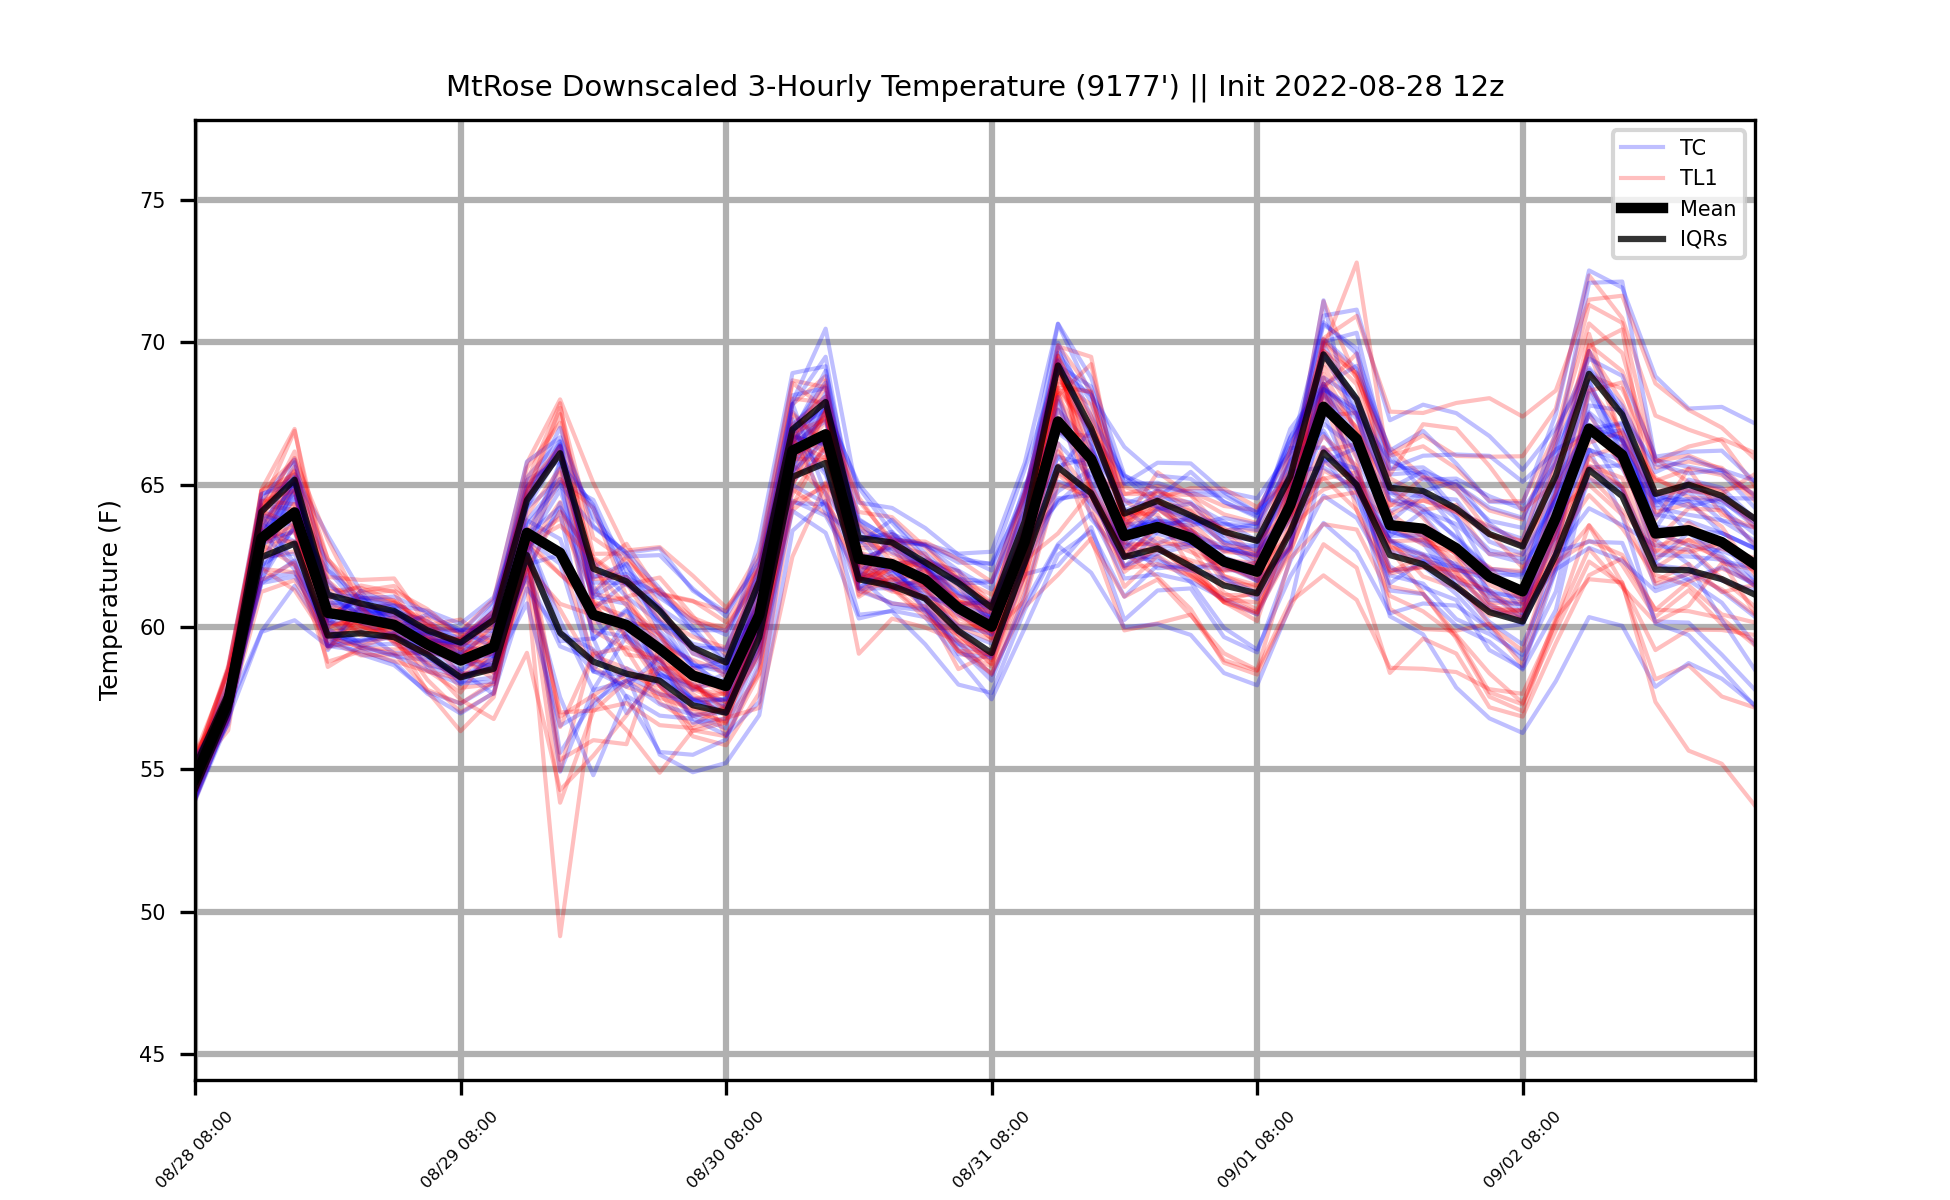 MtRose Downscaled 3-Hourly Temperature (9177') || Init 2022-08-28 12z
TC
TL1
Mean
IQRs
Temperature (F)
75
70
65
60
55
50
45
08/28 08:00
08/29 08:00
08/30 08:00
08/31 08:00
09/01 08:00
09/02 08:00